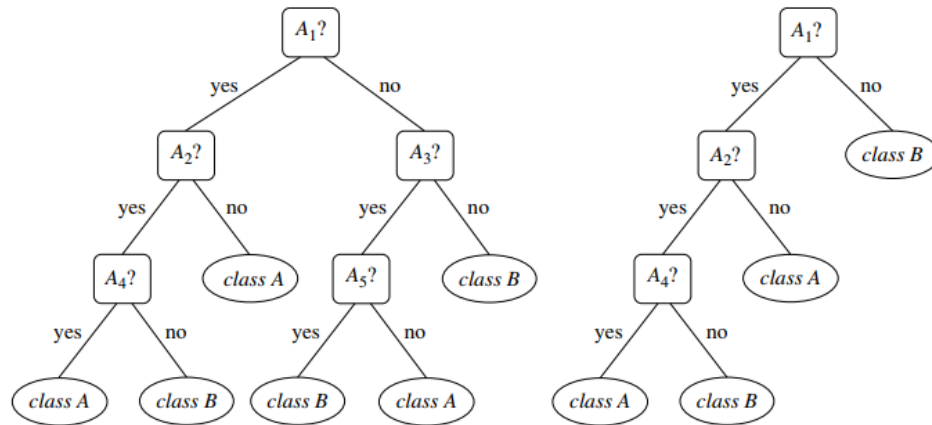 A₁? A₁?
yes no yes no
A₂? A₃? A₂? class B
yes no yes no yes no
A₄? class A A₅? class B A₄? class A
yes no yes no yes no
class A class B class B class A class A class B